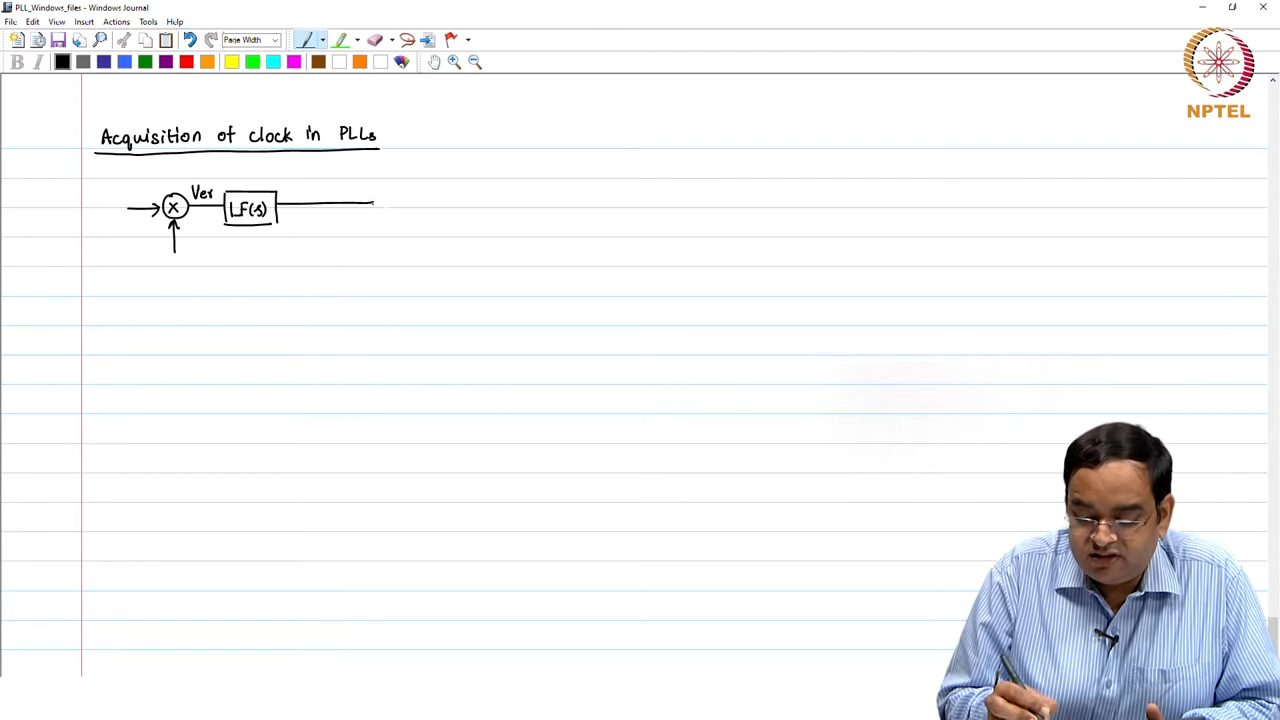 PLL_Windows_files - Windows Journal
File Edit View Insert Actions Tools Help
Page Width
B I
NPTEL
Acquisition of clock in PLLs
X Ver LF(s)